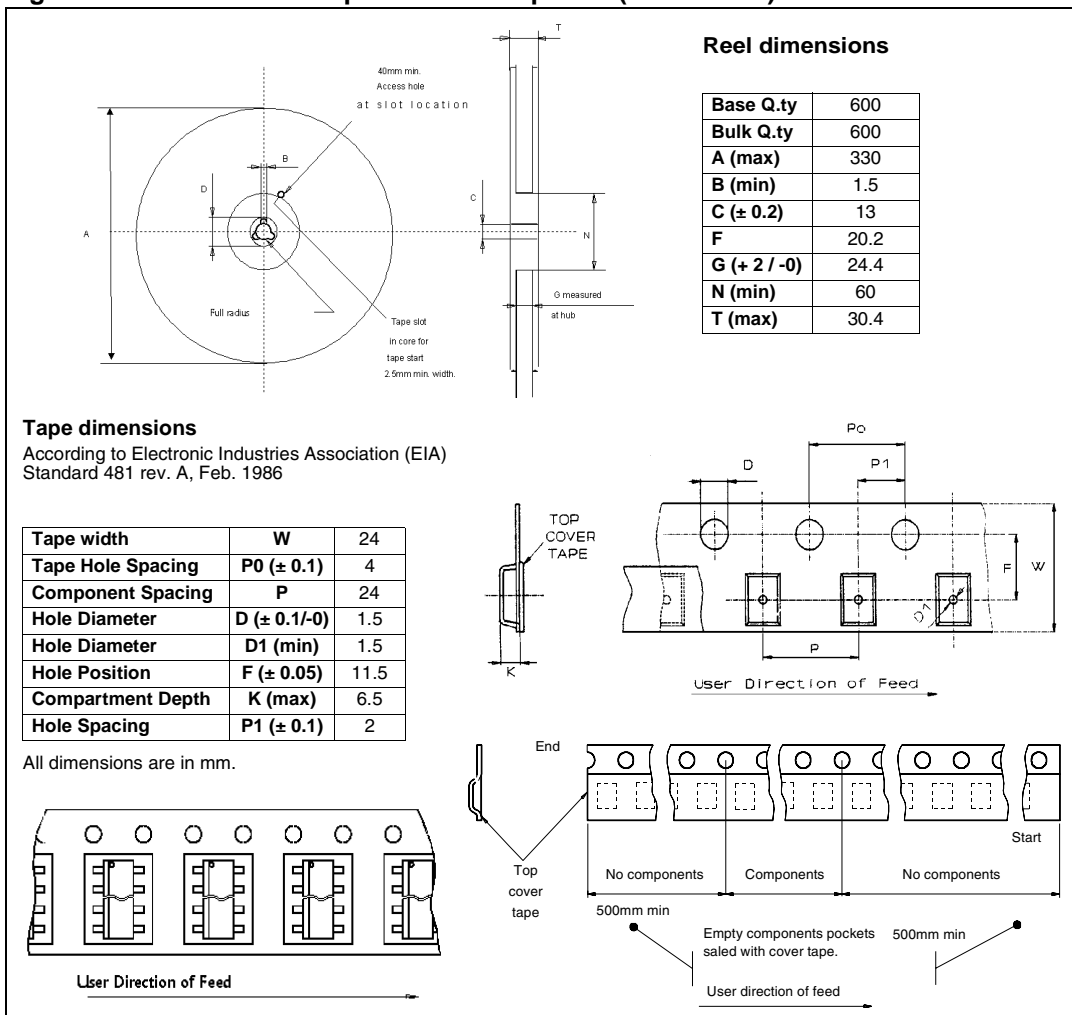 T
Reel dimensions
40mm min.
Access hole
at slot location
B
D
C
A
N
Full radius
Tape slot
in core for
tape start
2.5mm min. width.
G measured
at hub
Base Q.ty 600
Bulk Q.ty 600
A (max) 330
B (min) 1.5
C (± 0.2) 13
F 20.2
G (+ 2 / -0) 24.4
N (min) 60
T (max) 30.4
Tape dimensions
According to Electronic Industries Association (EIA)
Standard 481 rev. A, Feb. 1986
Tape width W 24
Tape Hole Spacing P0 (± 0.1) 4
Component Spacing P 24
Hole Diameter D (± 0.1/-0) 1.5
Hole Diameter D1 (min) 1.5
Hole Position F (± 0.05) 11.5
Compartment Depth K (max) 6.5
Hole Spacing P1 (± 0.1) 2
All dimensions are in mm.
Po
D
P1
TOP
COVER
TAPE
F
W
D1
K
P
User Direction of Feed
End
Start
Top
cover
tape
No components
Components
No components
500mm min
Empty components pockets
saled with cover tape.
500mm min
User direction of feed
User Direction of Feed